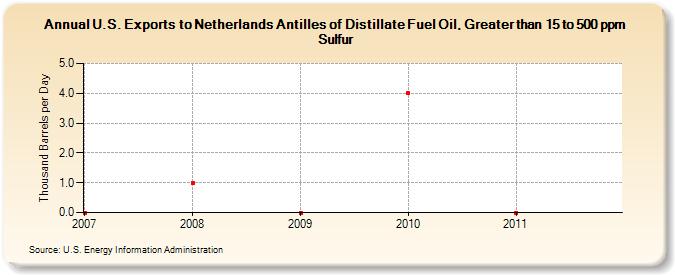 Annual U.S. Exports to Netherlands Antilles of Distillate Fuel Oil, Greater than 15 to 500 ppm
Sulfur
Thousand Barrels per Day
5.0
4.0
3.0
2.0
1.0
0.0
2007 2008 2009 2010 2011
Source: U.S. Energy Information Administration